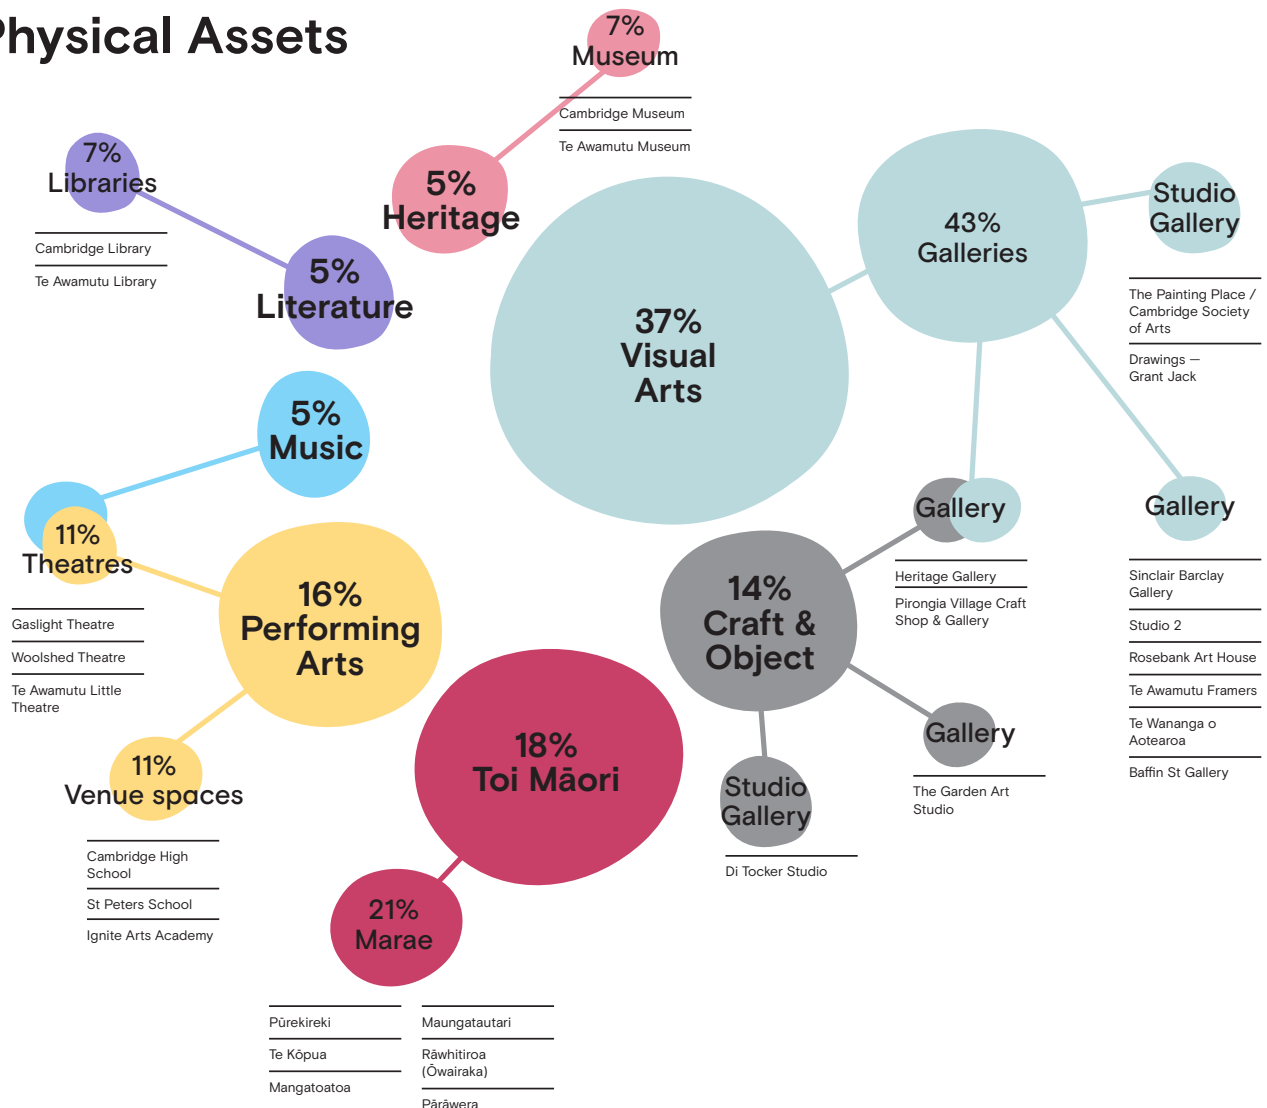 Physical Assets
7%
Museum
Cambridge Museum
Te Awamutu Museum
7%
Libraries
Cambridge Library
Te Awamutu Library
5%
Heritage
5%
Literature
37%
Visual
Arts
43%
Galleries
Studio
Gallery
The Painting Place /
Cambridge Society
of Arts
Drawings —
Grant Jack
5%
Music
11%
Theatres
Gaslight Theatre
Woolshed Theatre
Te Awamutu Little
Theatre
16%
Performing
Arts
11%
Venue spaces
Cambridge High
School
St Peters School
Ignite Arts Academy
18%
Toi Māori
21%
Marae
Pūrekireki
Te Kōpua
Mangatoatoa
Maungatautari
Rāwhitiroa
(Ōwairaka)
Pārāwera
14%
Craft &
Object
Gallery
Heritage Gallery
Pirongia Village Craft
Shop & Gallery
Gallery
The Garden Art
Studio
Studio
Gallery
Di Tocker Studio
Gallery
Sinclair Barclay
Gallery
Studio 2
Rosebank Art House
Te Awamutu Framers
Te Wananga o
Aotearoa
Baffin St Gallery